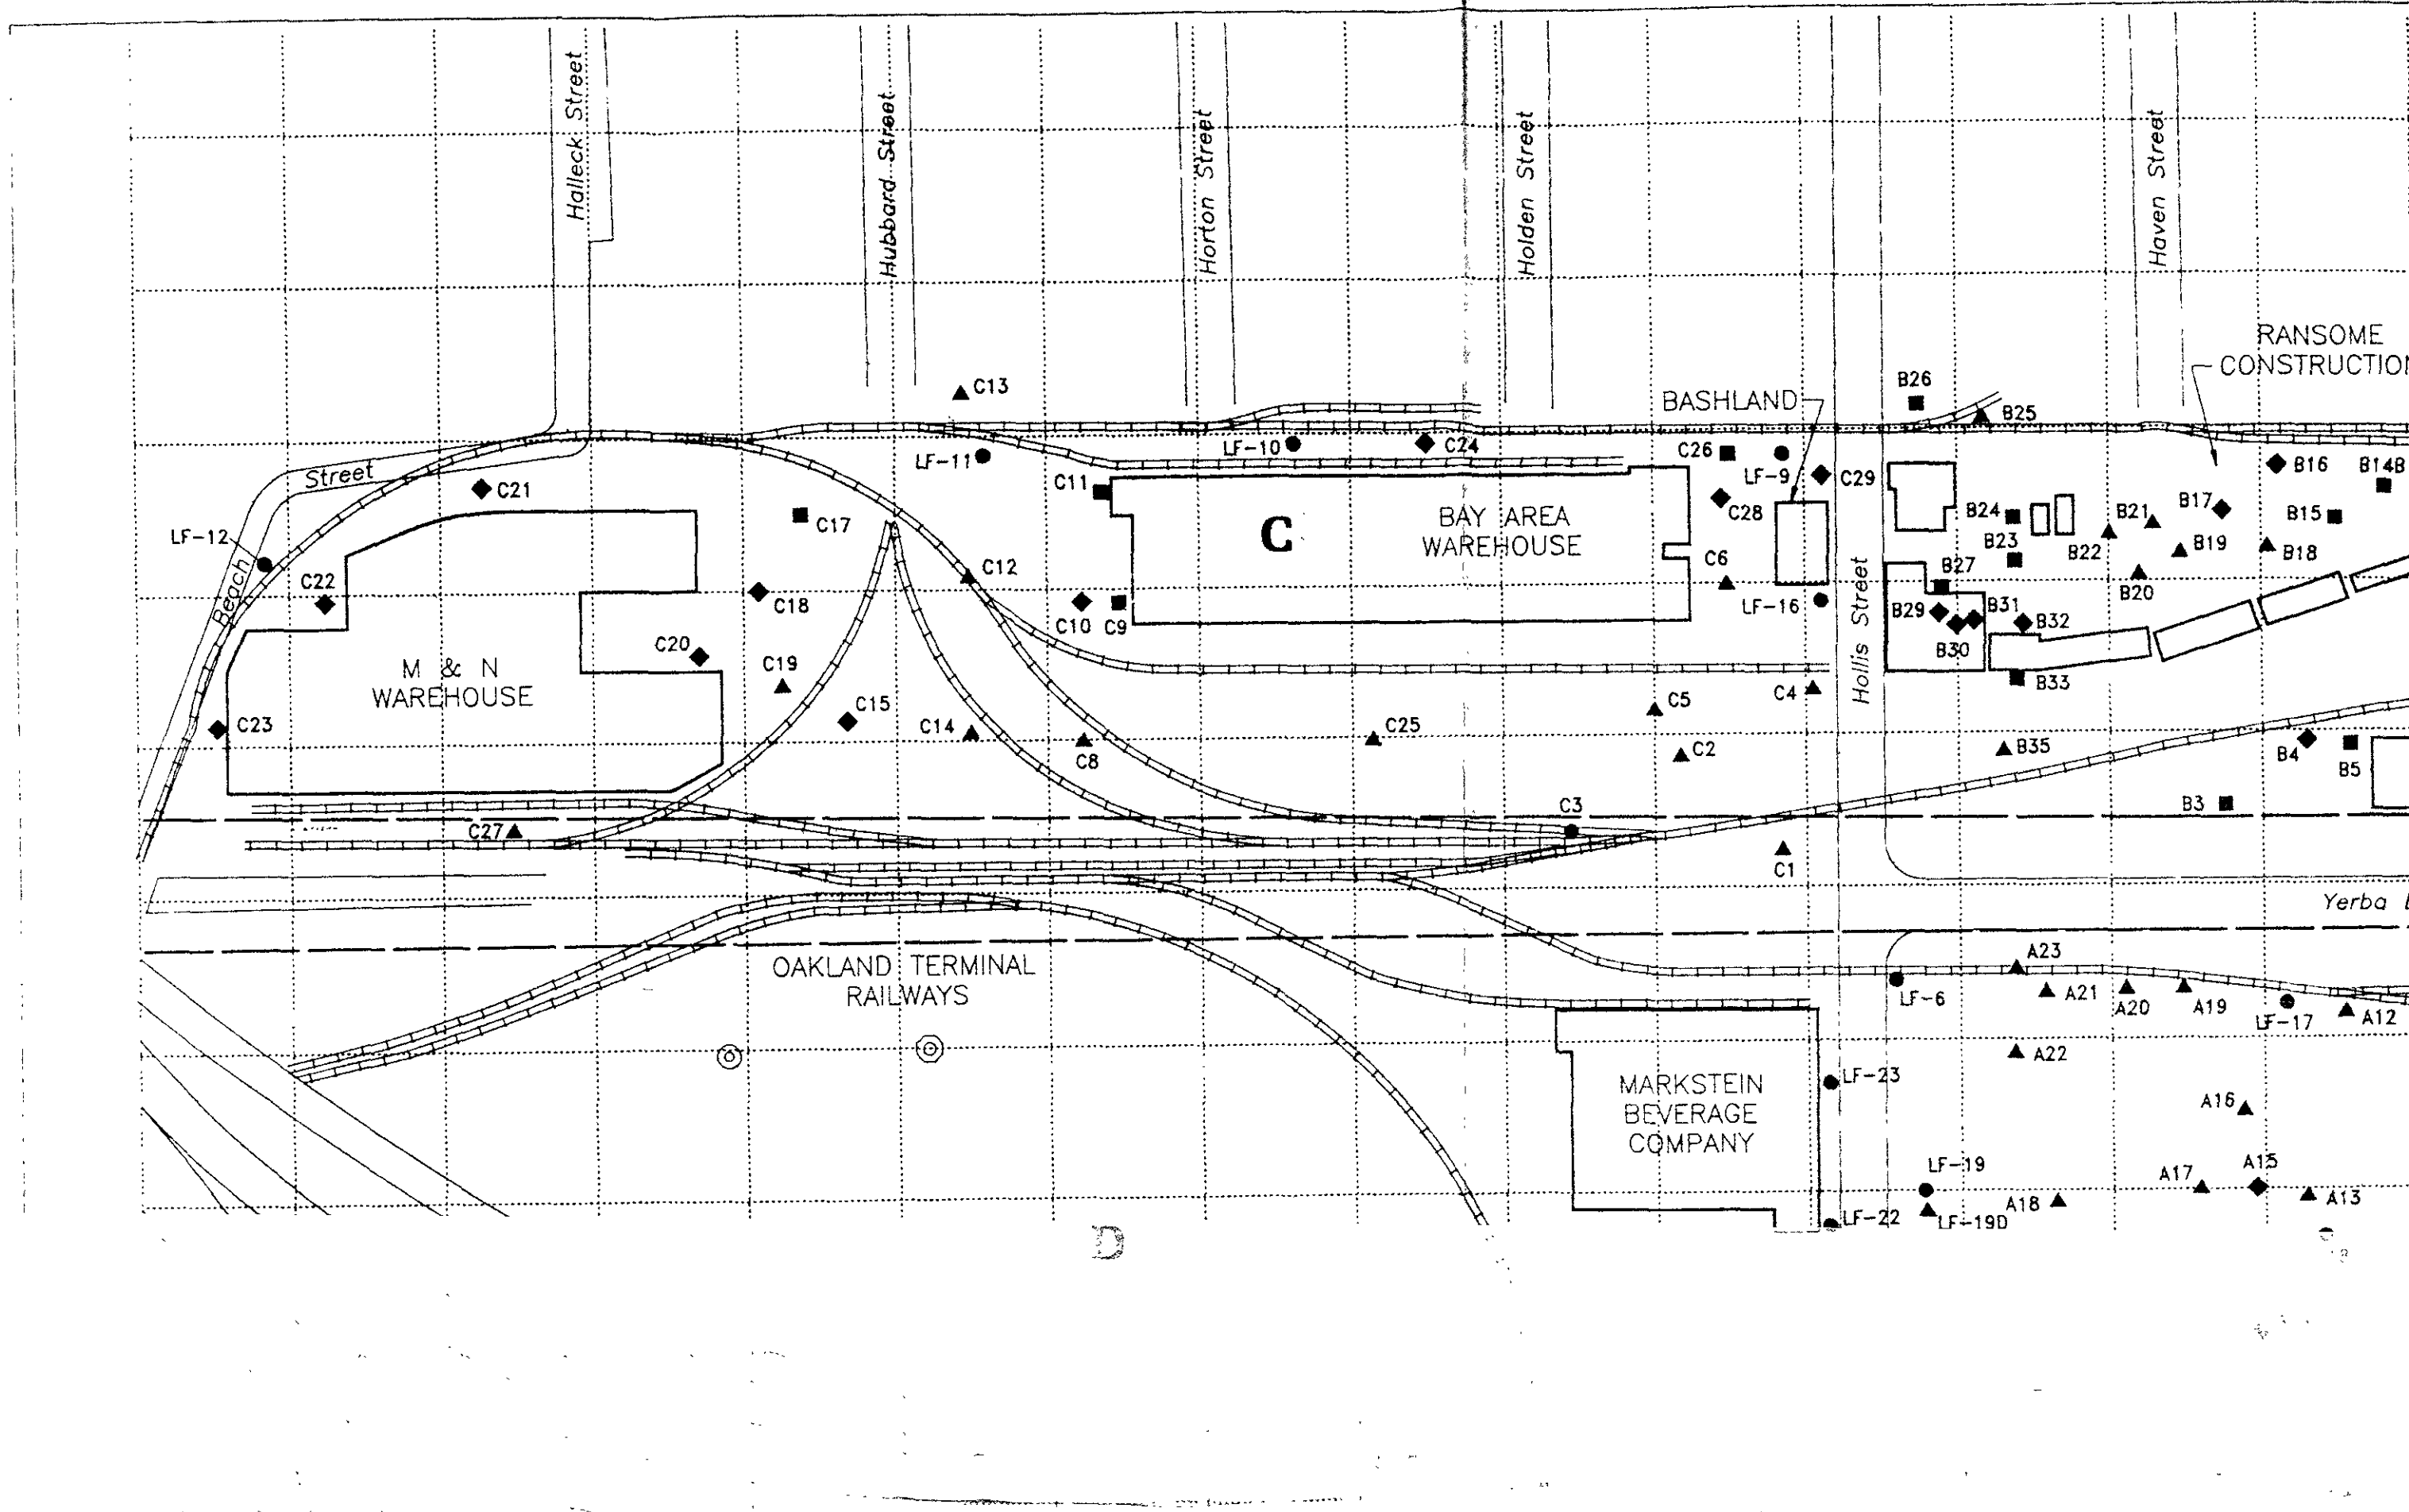 Halleck Street
Hubbard Street
Horton Street
Holden Street
Haven Street
RANSOME
CONSTRUCTION
B26
C13
BASHLAND
B25
LF-11
LF-10
C24
C26
LF-9
C29
B16
B14B
Street
C21
C11
C28
B17
C17
C
BAY AREA
WAREHOUSE
B24
B21
B15
LF-12
B23
B22
B19
B18
Beach
C22
C12
C6
B27
B20
C18
C10
C9
LF-16
Hollis Street
B29
B31
B32
C20
B30
M & N
WAREHOUSE
C19
B33
C23
C15
C14
C8
C25
C5
C4
C2
B35
B4
B5
C27
C3
B3
C1
Yerba
OAKLAND TERMINAL
RAILWAYS
A23
LF-6
A21
A20
A19
LF-17
A12
A22
LF-23
MARKSTEIN
BEVERAGE
COMPANY
A16
LF-19
A17
A15
A18
A13
LF-22
LF-19D
D